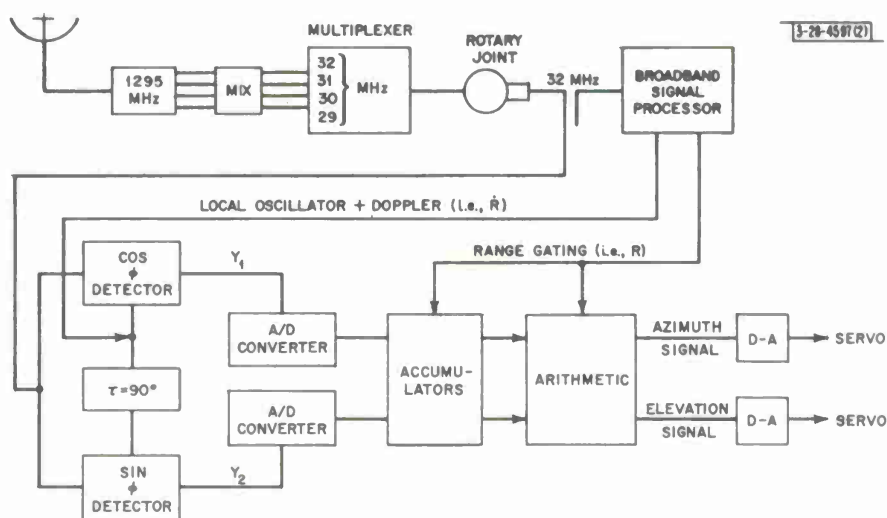 3-28-4587(2)
MULTIPLEXER
ROTARY
JOINT
1295
MHz
MIX
32
31
30
29
MHz
32 MHz
BROADBAND
SIGNAL
PROCESSOR
LOCAL OSCILLATOR + DOPPLER (i.e., Ṙ)
RANGE GATING (i.e., R)
COS
φ
DETECTOR
Y₁
A/D
CONVERTER
τ = 90°
A/D
CONVERTER
SIN
φ
DETECTOR
Y₂
ACCUMU-
LATORS
ARITHMETIC
AZIMUTH
SIGNAL
D-A
SERVO
ELEVATION
SIGNAL
D-A
SERVO